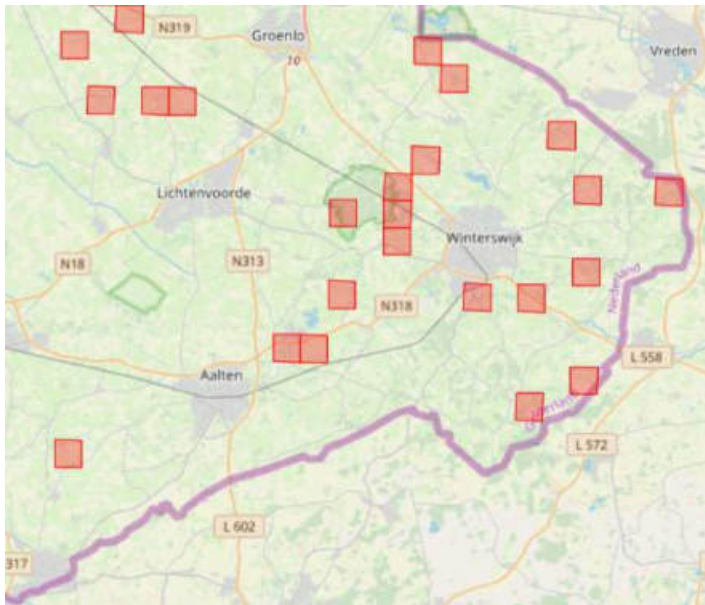 N319
Groenlo
Vreden
10
Lichtenvoorde
Winterswijk
N18
N313
Nederland
N318
L 558
Aalten
L 572
L 602
317